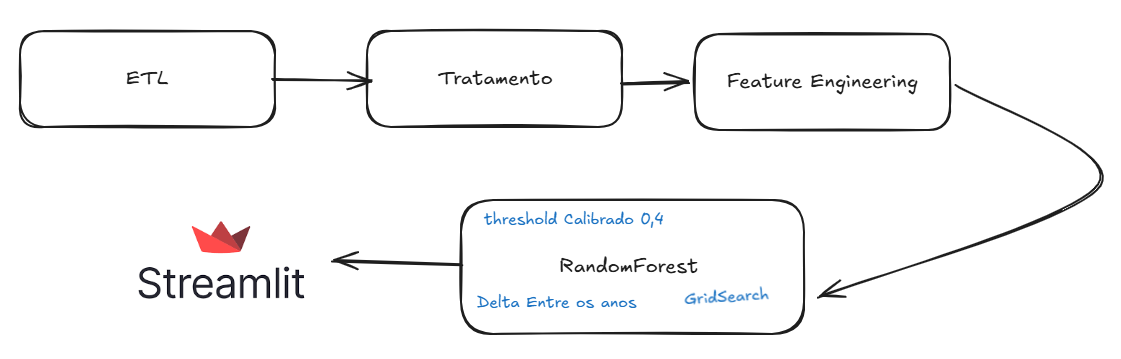 ETL
Tratamento
Feature Engineering
threshold Calibrado 0,4
RandomForest
Delta Entre os anos
GridSearch
Streamlit